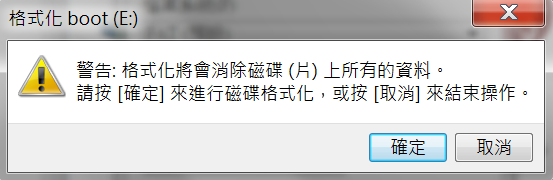 格式化 boot (E:)
警告: 格式化將會消除磁碟 (片) 上所有的資料。
請按 [確定] 來進行磁碟格式化，或按 [取消] 來結束操作。
確定 取消